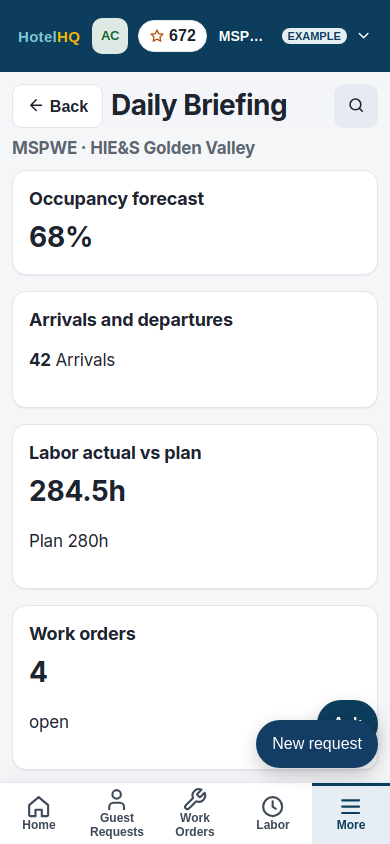 HotelHQ AC 672 MSP… EXAMPLE
Back Daily Briefing
MSPWE · HIE&S Golden Valley
Occupancy forecast
68%
Arrivals and departures
42 Arrivals
Labor actual vs plan
284.5h
Plan 280h
Work orders
4
open
New request
Home
Guest
Requests
Work
Orders
Labor
More